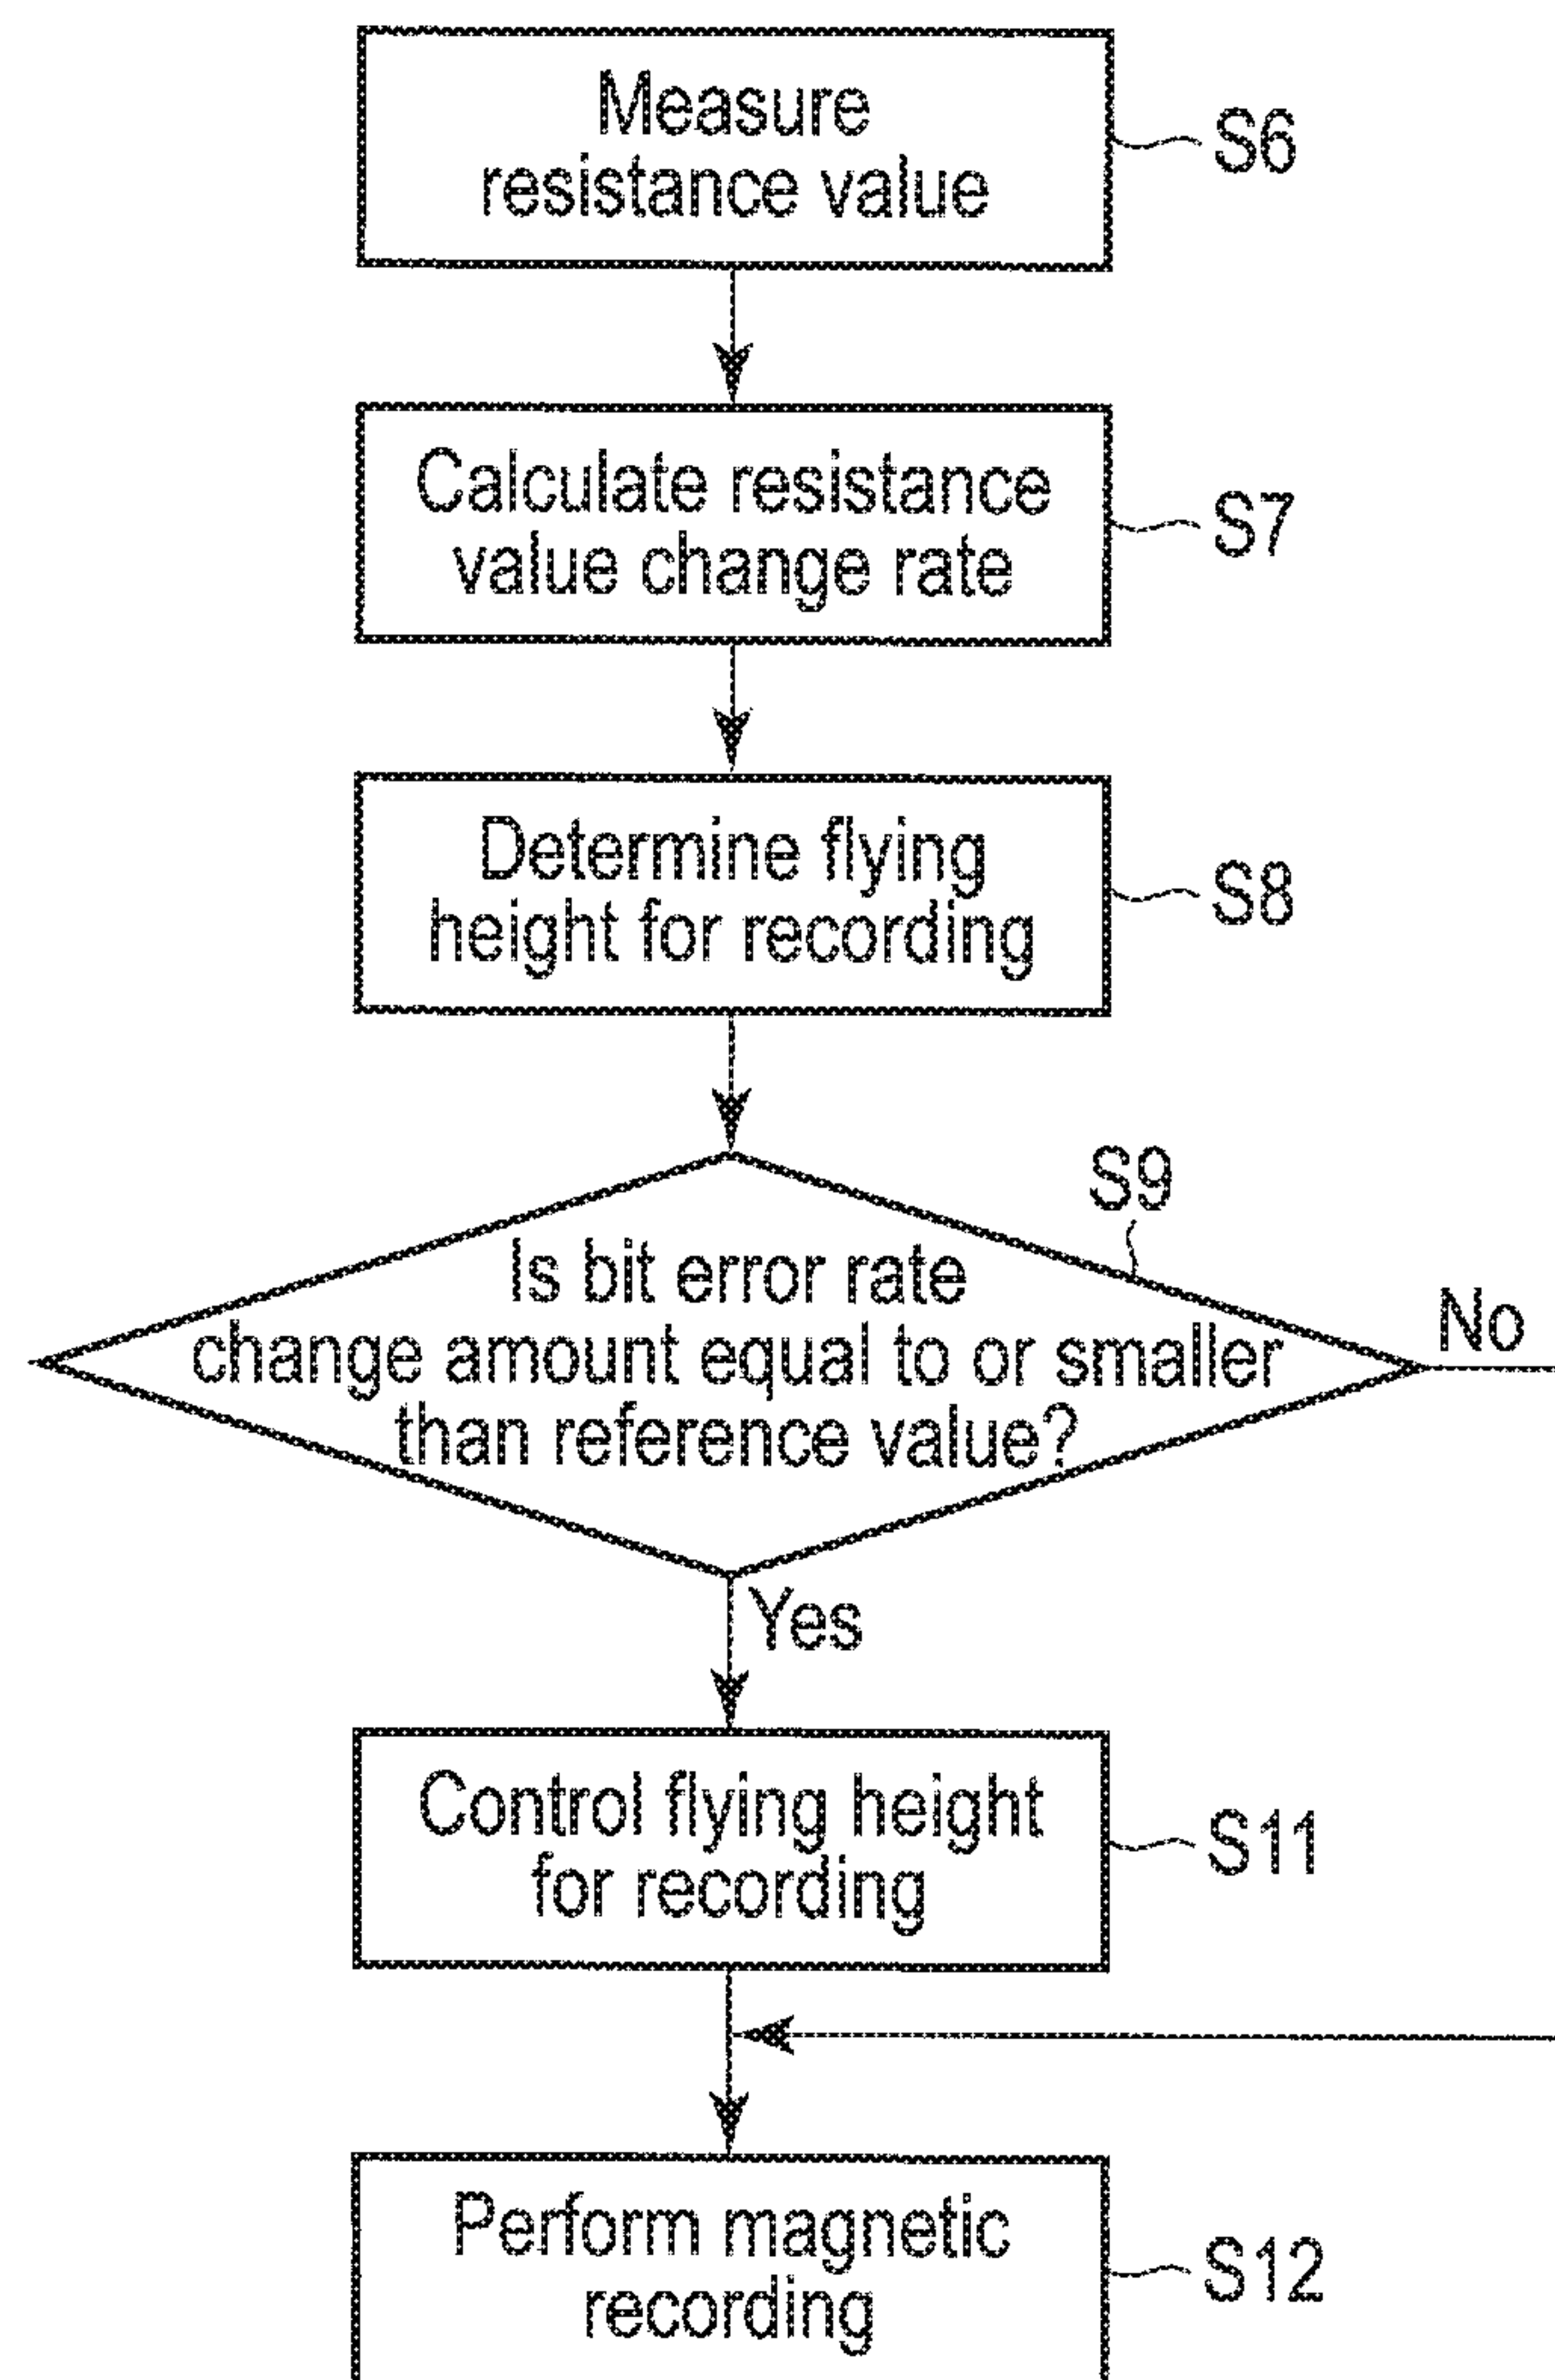 Measure
resistance value
S6
Calculate resistance
value change rate
S7
Determine flying
height for recording
S8
S9
Is bit error rate
change amount equal to or smaller
than reference value?
No
Yes
Control flying height
for recording
S11
Perform magnetic
recording
S12